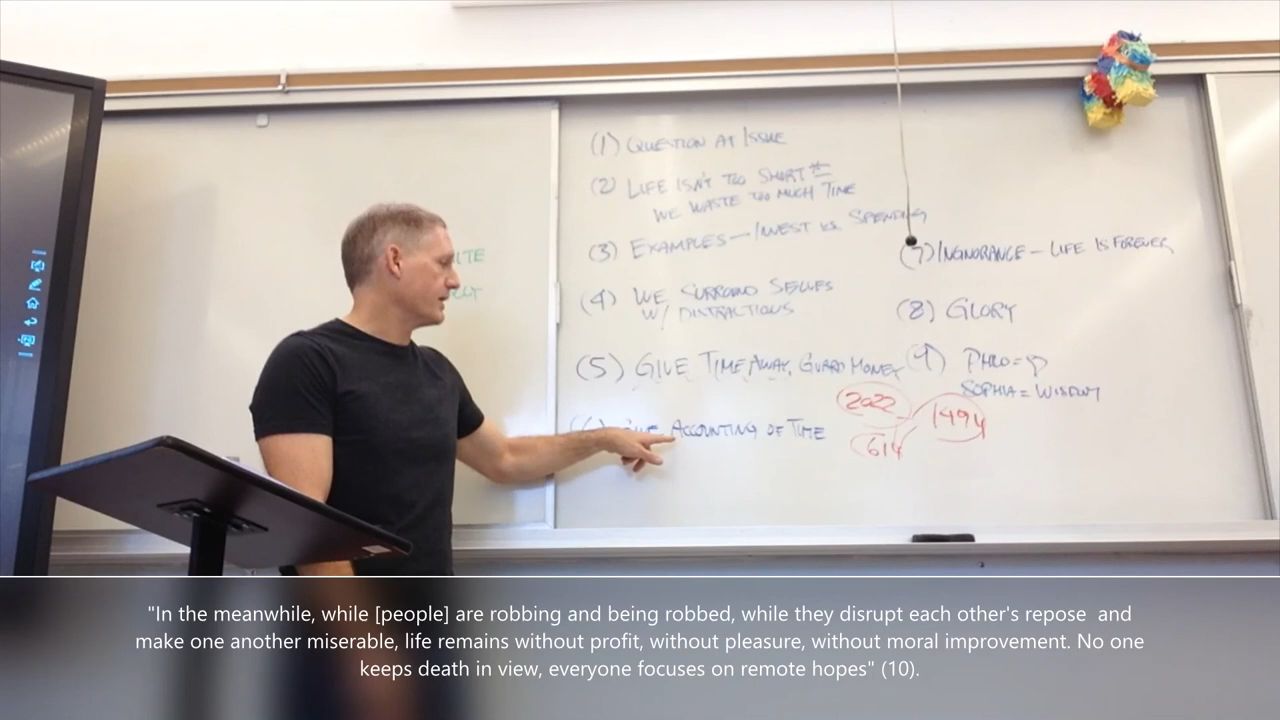 ITE
(1) QUESTION AT ISSUE
(2) LIFE ISN'T TOO SHORT
WE WASTE TOO MUCH TIME
(3) EXAMPLES — INVEST VS. SPENDING
(4) WE SURROUND SELVES
W/ DISTRACTIONS
(5) GIVE TIME AWAY, GUARD MONEY
ACCOUNTING OF TIME
(7) INGNORANCE - LIFE IS FOREVER
(8) GLORY
(9) PHILO =
SOPHIA = WISDOM
2022
1494
614
"In the meanwhile, while [people] are robbing and being robbed, while they disrupt each other's repose and
make one another miserable, life remains without profit, without pleasure, without moral improvement. No one
keeps death in view, everyone focuses on remote hopes" (10).